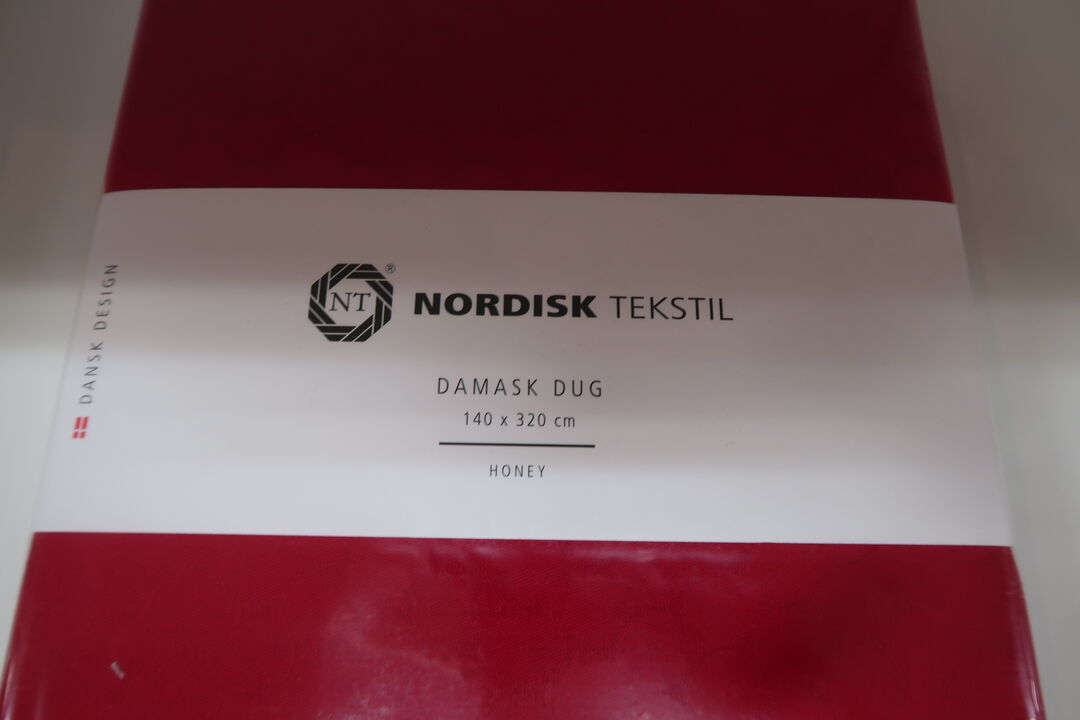 NT®
NORDISK TEKSTIL
DAMASK DUG
140 x 320 cm
HONEY
DANSK DESIGN